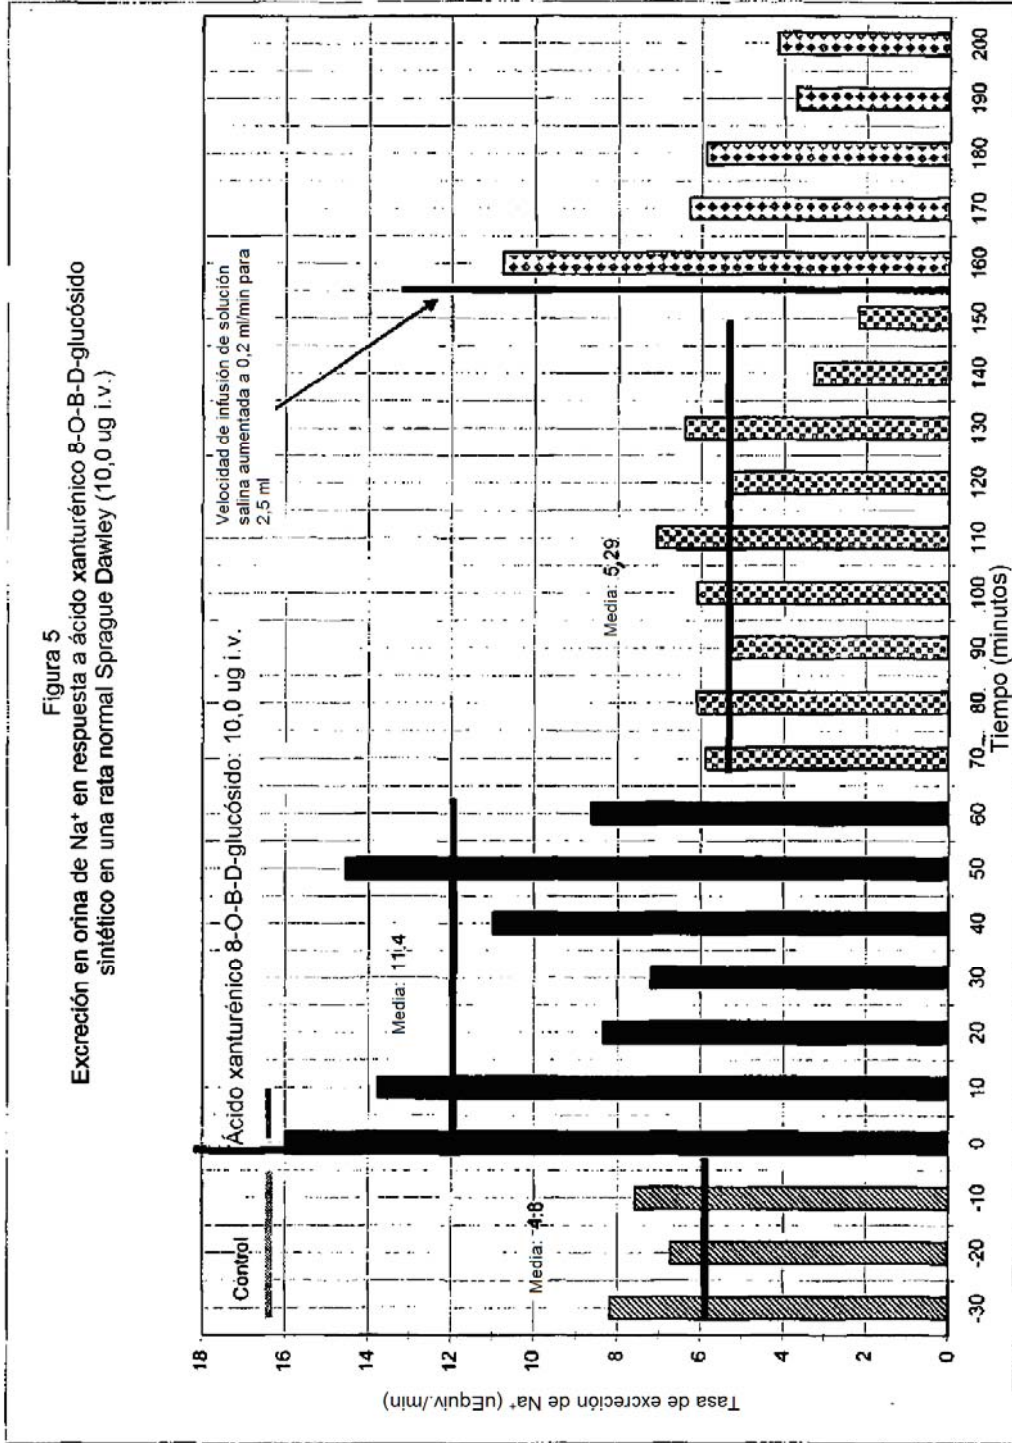 Figura 5
Excreción en orina de Na⁺ en respuesta a ácido xanturénico 8-O-B-D-glucósido
sintético en una rata normal Sprague Dawley (10,0 ug i.v.)
Tasa de excreción de Na⁺ (uEquiv./min)
18
16
14
12
10
8
6
4
2
0
Control
Ácido xanturénico 8-O-B-D-glucósido: 10,0 ug i.v.
Velocidad de infusión de solución
salina aumentada a 0,2 ml/min para
2,5 ml
Media: 4.8
Media: 11,4
Media: 5,29
-30
-20
-10
0
10
20
30
40
50
60
70
80
90
100
110
120
130
140
150
160
170
180
190
200
Tiempo (minutos)